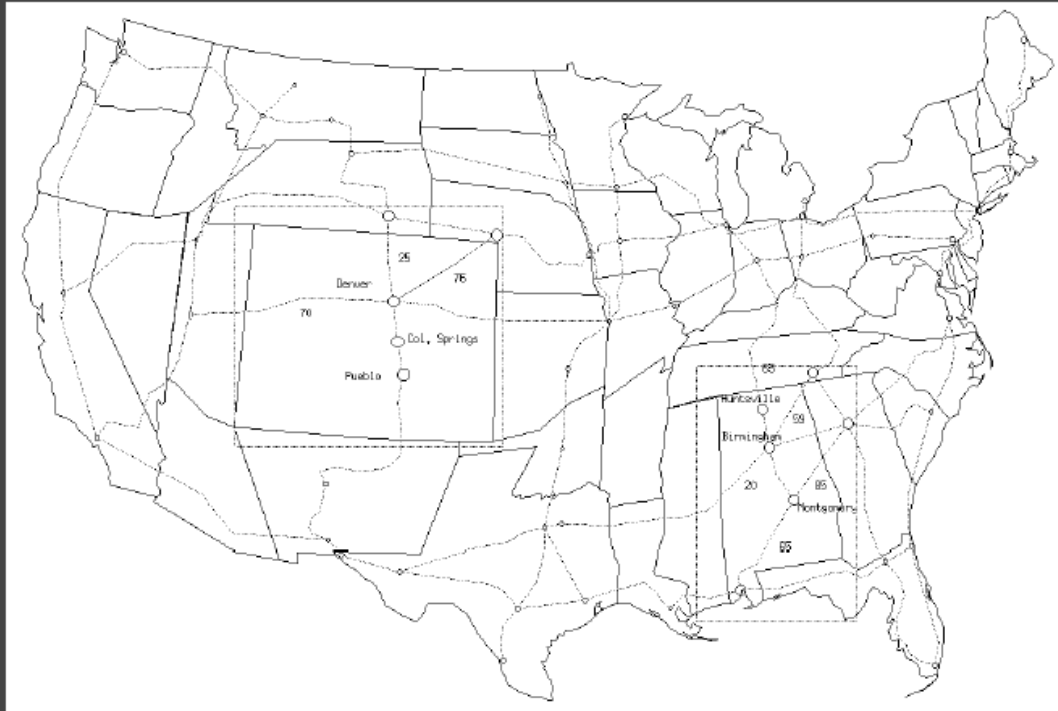 25
76
Denver
70
Col. Springs
Pueblo
65
Huntsville
59
Birmingham
20
85
Montgomery
65